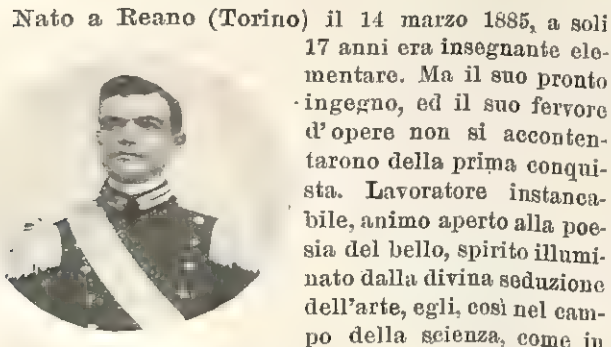 Nato a Reano (Torino) il 14 marzo 1885, a soli
17 anni era insegnante ele-
mentare. Ma il suo pronto
ingegno, ed il suo fervore
d'opere non si acconten-
tarono della prima conqui-
sta. Lavoratore instanca-
bile, animo aperto alla poe-
sia del bello, spirito illumi-
nato dalla divina seduzione
dell'arte, egli, così nel cam-
po della scienza, come in